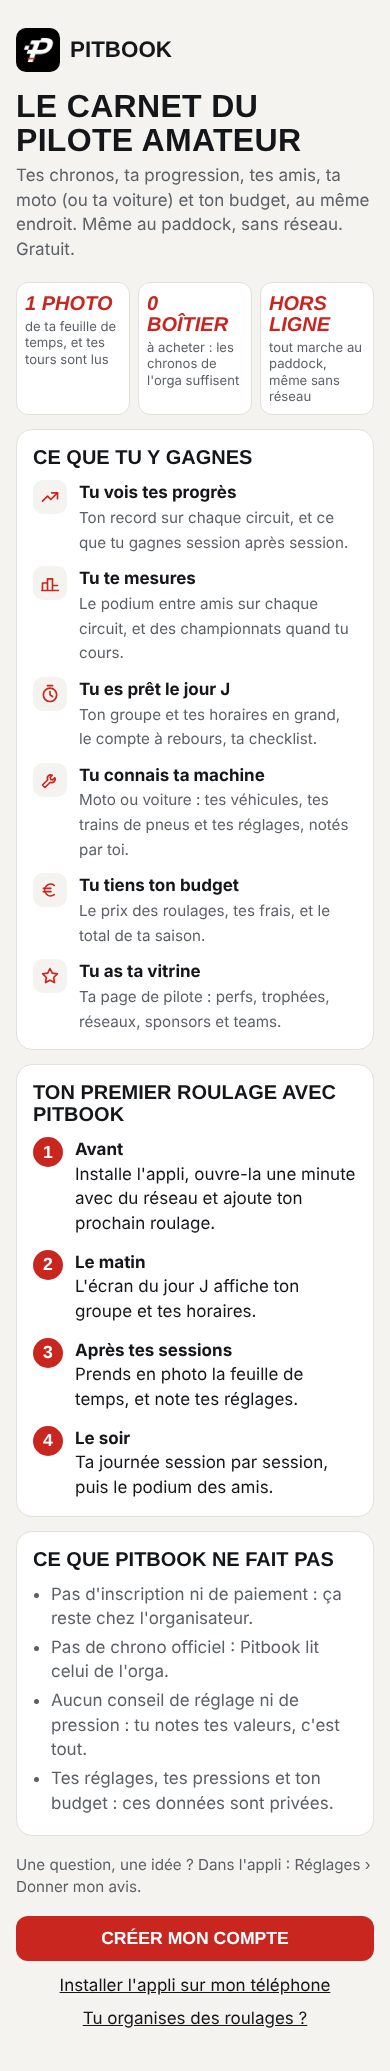 PITBOOK
LE CARNET DU
PILOTE AMATEUR
Tes chronos, ta progression, tes amis, ta
moto (ou ta voiture) et ton budget, au même
endroit. Même au paddock, sans réseau.
Gratuit.
1 PHOTO
de ta feuille de
temps, et tes
tours sont lus
0
BOÎTIER
à acheter : les
chronos de
l'orga suffisent
HORS
LIGNE
tout marche au
paddock,
même sans
réseau
CE QUE TU Y GAGNES
Tu vois tes progrès
Ton record sur chaque circuit, et ce
que tu gagnes session après session.
Tu te mesures
Le podium entre amis sur chaque
circuit, et des championnats quand tu
cours.
Tu es prêt le jour J
Ton groupe et tes horaires en grand,
le compte à rebours, ta checklist.
Tu connais ta machine
Moto ou voiture : tes véhicules, tes
trains de pneus et tes réglages, notés
par toi.
Tu tiens ton budget
Le prix des roulages, tes frais, et le
total de ta saison.
Tu as ta vitrine
Ta page de pilote : perfs, trophées,
réseaux, sponsors et teams.
TON PREMIER ROULAGE AVEC
PITBOOK
1 Avant
Installe l'appli, ouvre-la une minute
avec du réseau et ajoute ton
prochain roulage.
2 Le matin
L'écran du jour J affiche ton
groupe et tes horaires.
3 Après tes sessions
Prends en photo la feuille de
temps, et note tes réglages.
4 Le soir
Ta journée session par session,
puis le podium des amis.
CE QUE PITBOOK NE FAIT PAS
• Pas d'inscription ni de paiement : ça
reste chez l'organisateur.
• Pas de chrono officiel : Pitbook lit
celui de l'orga.
• Aucun conseil de réglage ni de
pression : tu notes tes valeurs, c'est
tout.
• Tes réglages, tes pressions et ton
budget : ces données sont privées.
Une question, une idée ? Dans l'appli : Réglages ›
Donner mon avis.
CRÉER MON COMPTE
Installer l'appli sur mon téléphone
Tu organises des roulages ?